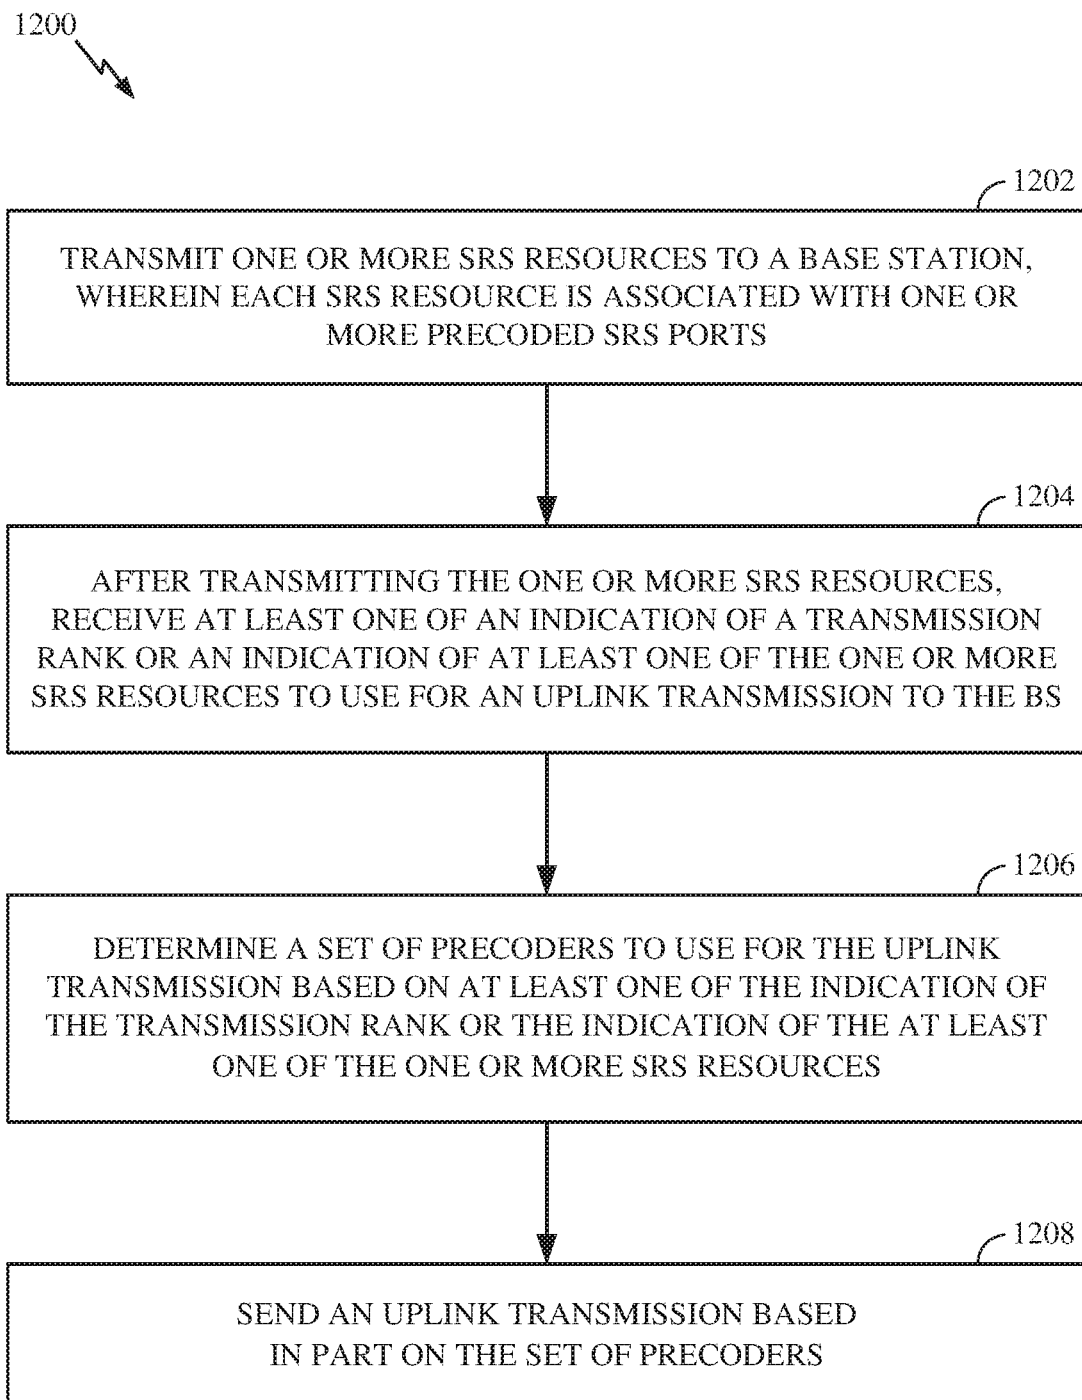 1200
1202
TRANSMIT ONE OR MORE SRS RESOURCES TO A BASE STATION,
WHEREIN EACH SRS RESOURCE IS ASSOCIATED WITH ONE OR
MORE PRECODED SRS PORTS
1204
AFTER TRANSMITTING THE ONE OR MORE SRS RESOURCES,
RECEIVE AT LEAST ONE OF AN INDICATION OF A TRANSMISSION
RANK OR AN INDICATION OF AT LEAST ONE OF THE ONE OR MORE
SRS RESOURCES TO USE FOR AN UPLINK TRANSMISSION TO THE BS
1206
DETERMINE A SET OF PRECODERS TO USE FOR THE UPLINK
TRANSMISSION BASED ON AT LEAST ONE OF THE INDICATION OF
THE TRANSMISSION RANK OR THE INDICATION OF THE AT LEAST
ONE OF THE ONE OR MORE SRS RESOURCES
1208
SEND AN UPLINK TRANSMISSION BASED
IN PART ON THE SET OF PRECODERS